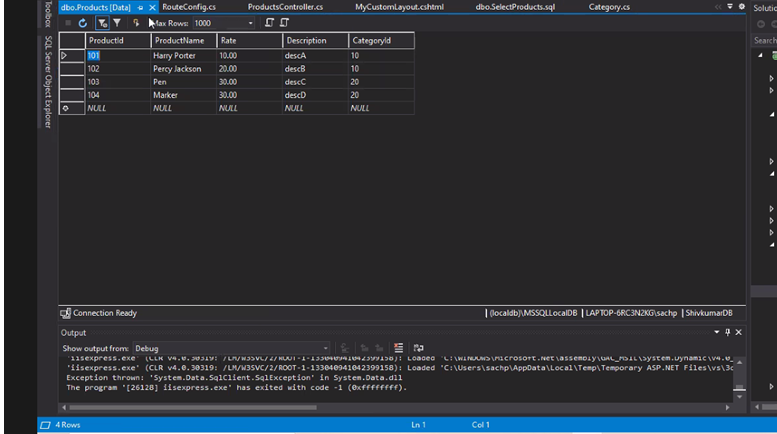 dbo.Products [Data] RouteConfig.cs ProductsController.cs MyCustomLayout.cshtml dbo.SelectProducts.sql Category.cs Solutio
Toolbox
SQL Server Object Explorer
Max Rows: 1000
Search
ProductId ProductName Rate Description CategoryId
101 Harry Porter 10.00 descA 10
102 Percy Jackson 20.00 descB 10
103 Pen 30.00 descC 20
104 Marker 30.00 descD 20
NULL NULL NULL NULL NULL
Connection Ready | (localdb)\MSSQLLocalDB | LAPTOP-6RC3N2KG\sachp | ShivkumarDB
Output
Show output from: Debug
'iisexpress.exe' (CLR v4.0.30319: /LM/W3SVC/2/ROOT-1-133040941042399158): Loaded 'C:\WINDOWS\Microsoft.Net\assembly\GAC_MSIL\System.Dynamic\v4.0_
'iisexpress.exe' (CLR v4.0.30319: /LM/W3SVC/2/ROOT-1-133040941042399158): Loaded 'C:\Users\sachp\AppData\Local\Temp\Temporary ASP.NET Files\vs\3c
Exception thrown: 'System.Data.SqlClient.SqlException' in System.Data.dll
The program '[26128] iisexpress.exe' has exited with code -1 (0xffffffff).
4 Rows Ln 1 Col 1